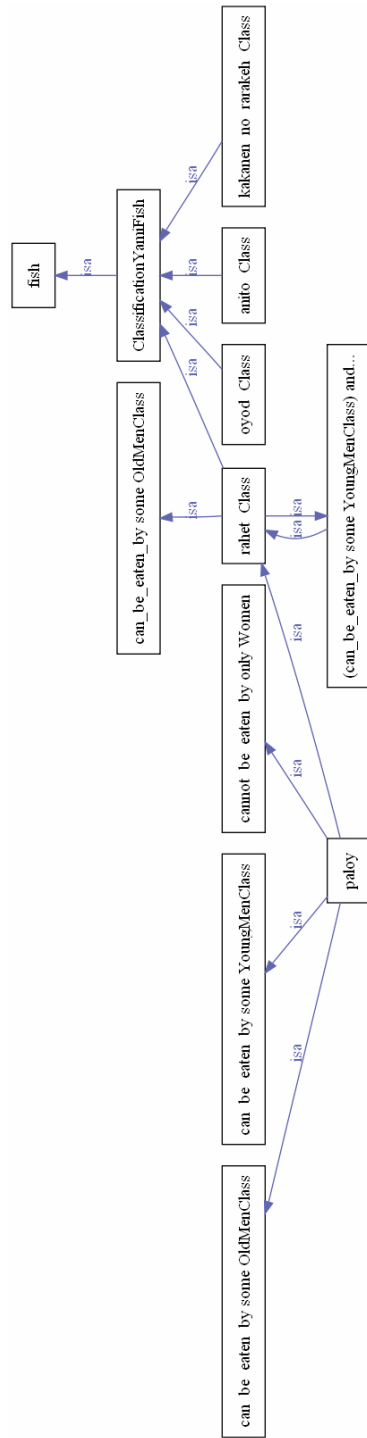 fish
isa
can_be_eaten_by some OldMenClass
ClassificationYamiFish
isa
isa
isa
isa
isa
can be eaten by some OldMenClass
can be eaten by some YoungMenClass
cannot be eaten by only Women
rahet Class
oyod Class
anito Class
kakanen no rarakeh Class
isa
isa
isa
isa
isa
isa
paloy
(can_be_eaten_by some YoungMenClass) and...